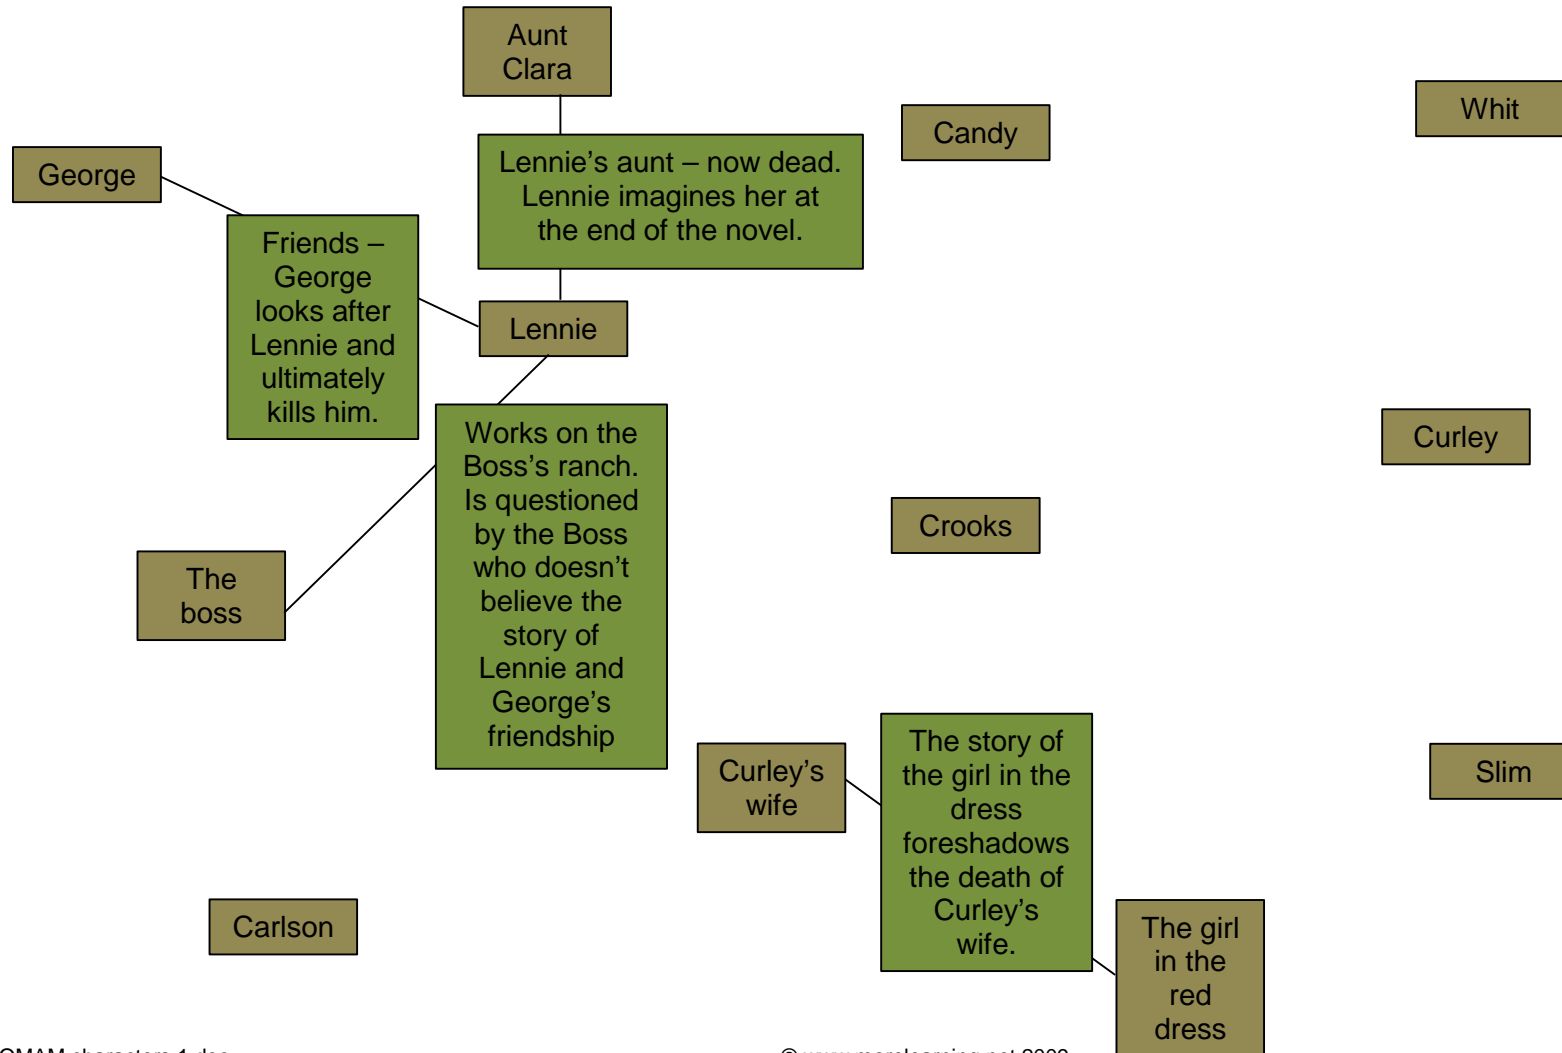 Aunt
Clara
Whit
Candy
George
Lennie’s aunt – now dead.
Lennie imagines her at
the end of the novel.
Friends –
George
looks after
Lennie and
ultimately
kills him.
Lennie
Works on the
Boss’s ranch.
Is questioned
by the Boss
who doesn’t
believe the
story of
Lennie and
George’s
friendship
Curley
Crooks
The
boss
Curley’s
wife
The story of
the girl in the
dress
foreshadows
the death of
Curley’s
wife.
Slim
Carlson
The girl
in the
red
dress